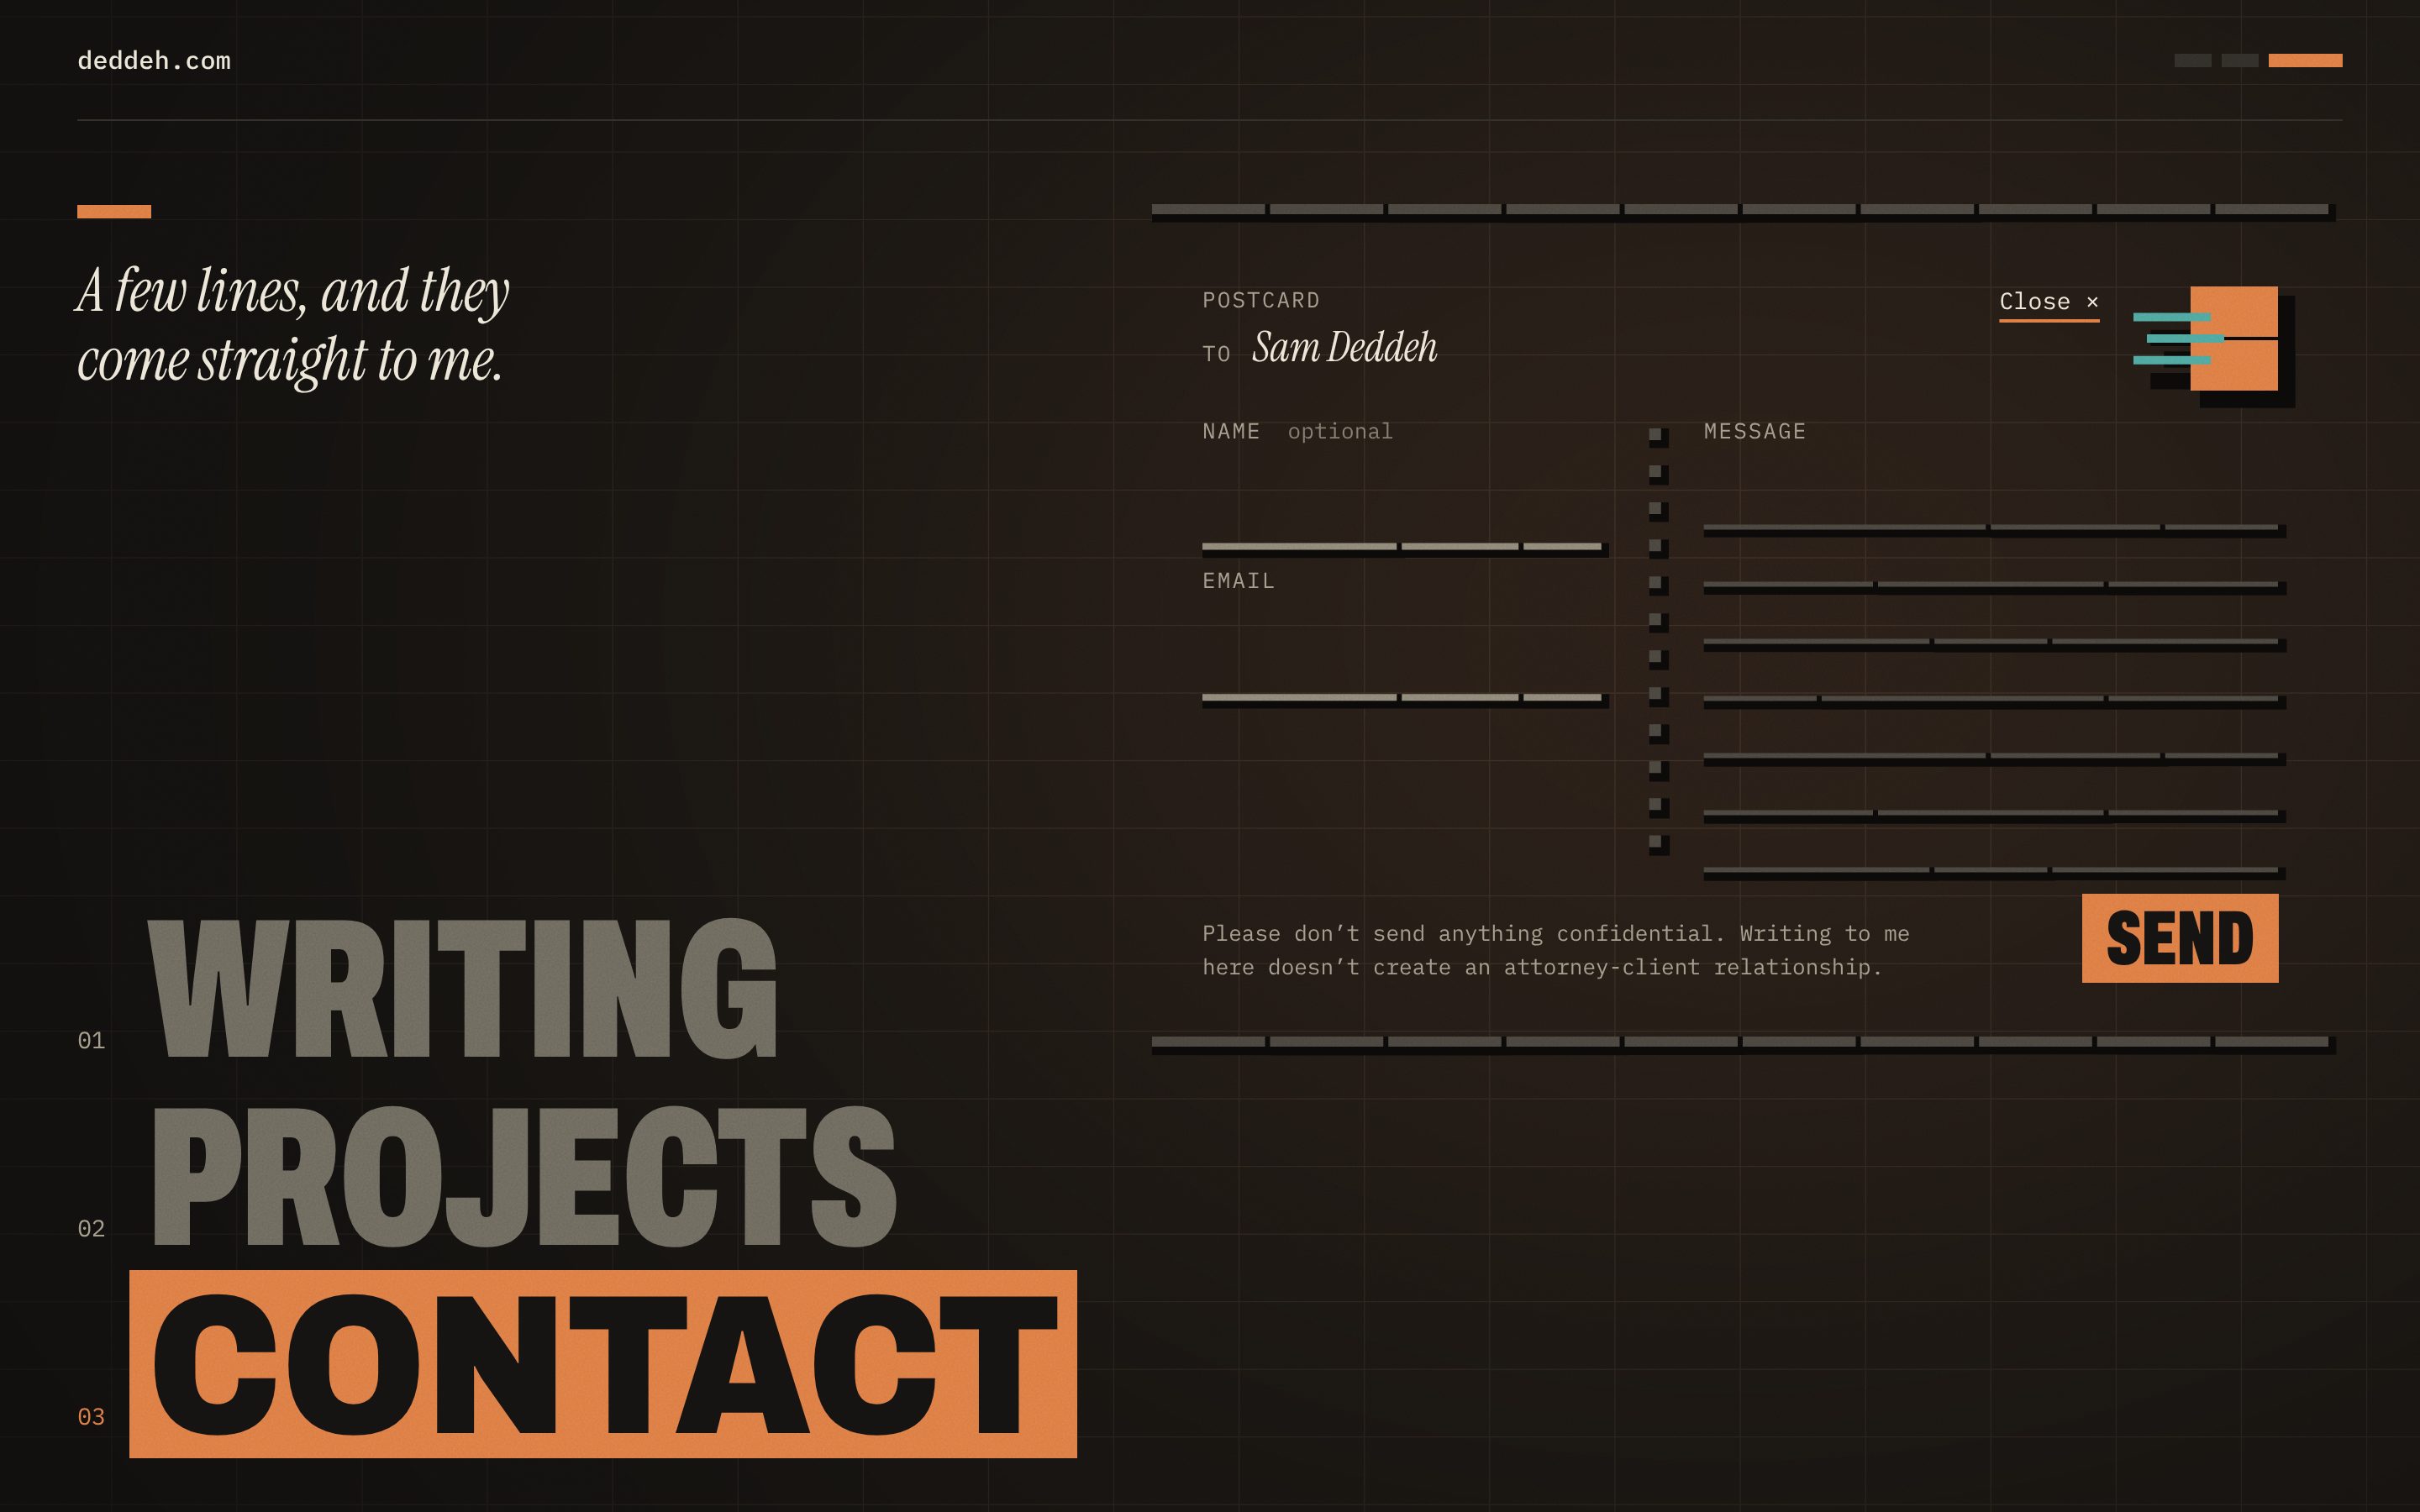 deddeh.com
A few lines, and they
come straight to me.
POSTCARD
Close ×
TO Sam Deddeh
NAME optional
MESSAGE
EMAIL
Please don’t send anything confidential. Writing to me
here doesn’t create an attorney-client relationship.
SEND
01 WRITING
02 PROJECTS
03 CONTACT